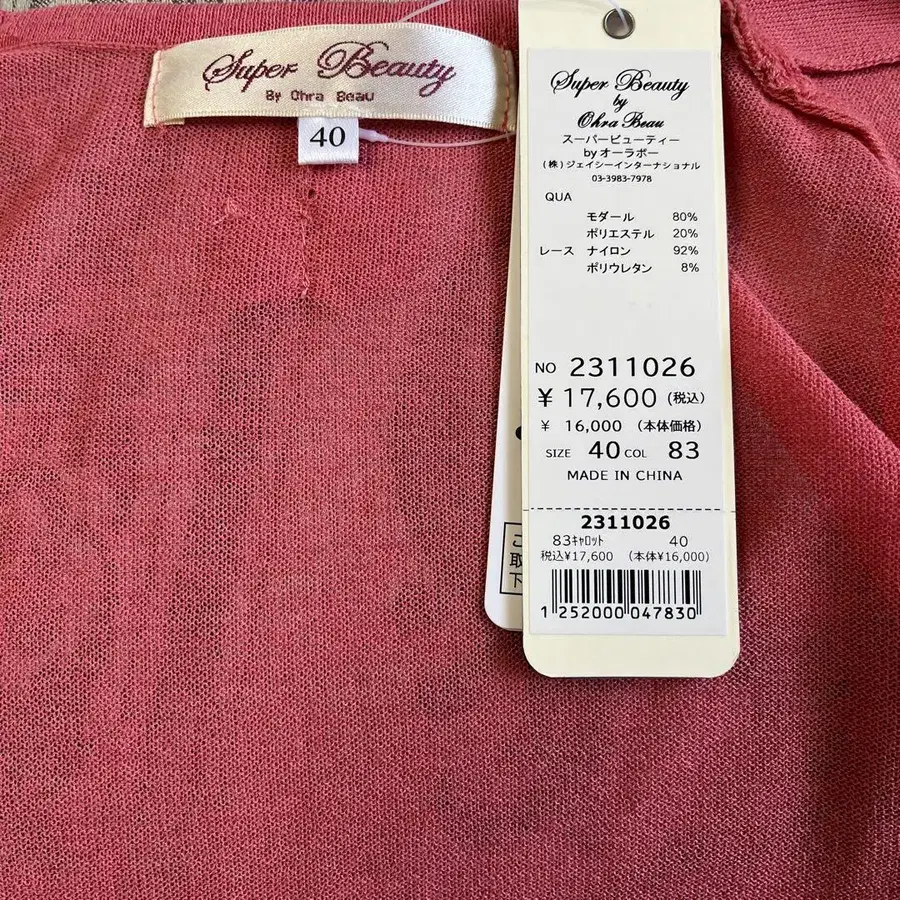 Super Beauty
By Ohra Beau
40
Super Beauty
by
Ohra Beau
スーパービューティー
by オーラボー
(株)ジェイシーインターナショナル
03-3983-7978
QUA
モダール 80%
ポリエステル 20%
レース ナイロン 92%
ポリウレタン 8%
NO 2311026
¥ 17,600 (税込)
¥ 16,000 (本体価格)
SIZE 40 COL 83
MADE IN CHINA
2311026
83キャロット 40
税込¥17,600 (本体¥16,000)
1 252000 047830
こ
取
下